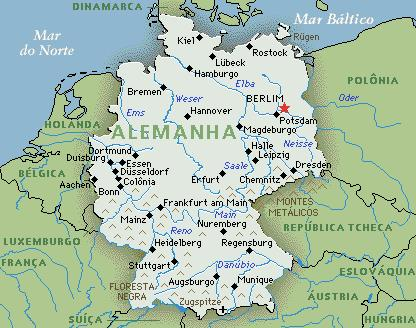 DINAMARCA
Mar Báltico
Mar
do Norte
Kiel
Rügen
Rostock
Lübeck
Hamburgo
Elba
POLÔNIA
Bremen
Weser
BERLIM
Oder
Ems
Hannover
Potsdam
HOLANDA
ALEMANHA
Magdeburgo
Neisse
Dortmund
Halle
Duisburg
Essen
Leipzig
BÉLGICA
Düsseldorf
Saale
Dresden
Aachen
Colônia
Erfurt
Chemnitz
Bonn
MONTES
METÁLICOS
Frankfurt am Main
Mainz
Main
Reno
Nuremberg
REPÚBLICA TCHECA
LUXEMBURGO
Heidelberg
Regensburg
FRANÇA
Stuttgart
Danúbio
ESLOVÁQUIA
FLORESTA
NEGRA
Augsburgo
Munique
Zugspitze
ÁUSTRIA
SUÍÇA
HUNGRIA